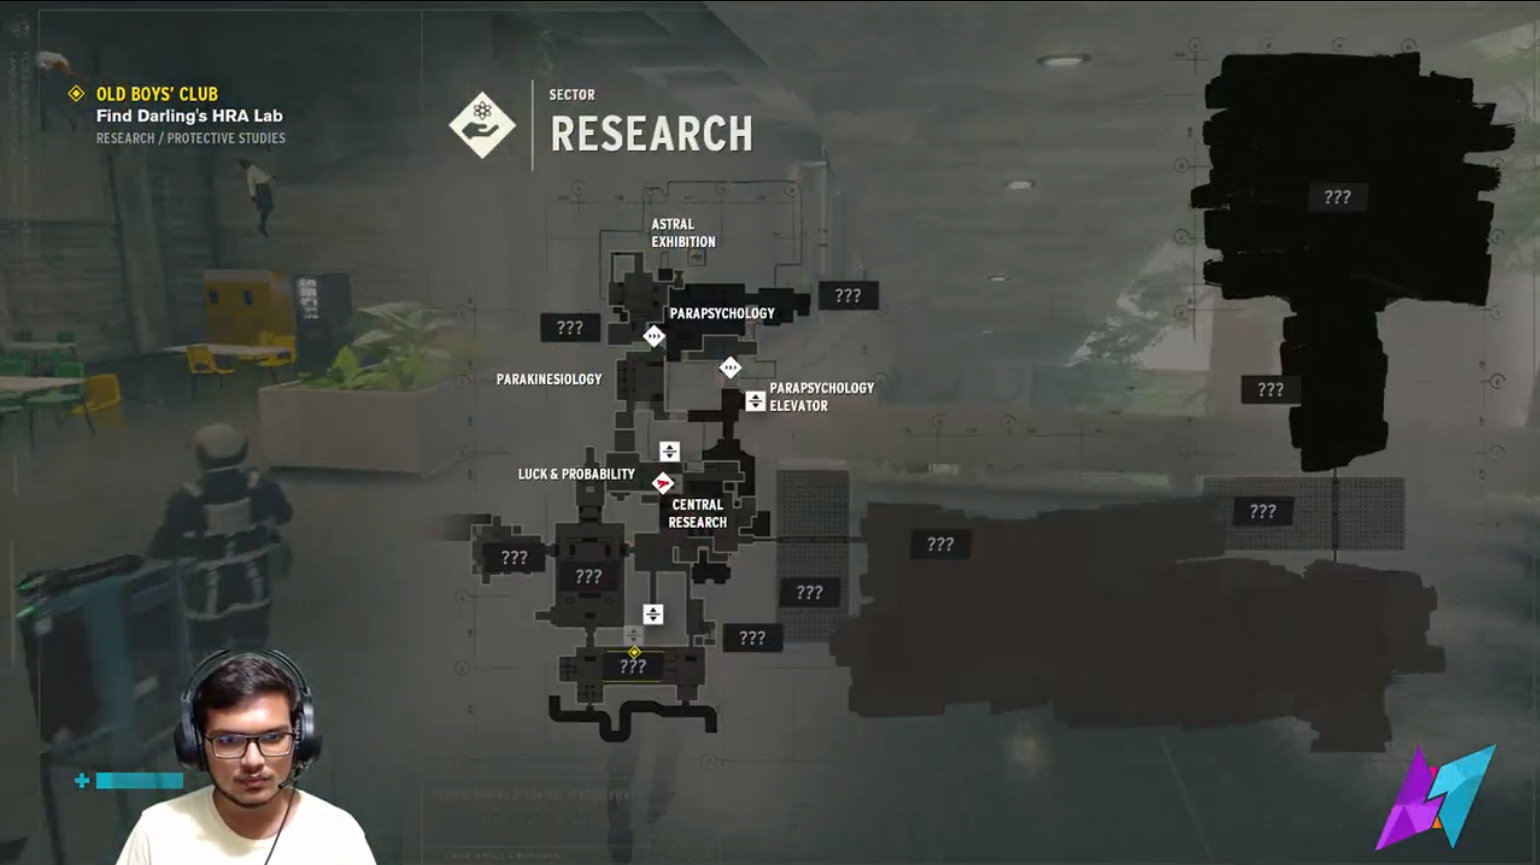 OLD BOYS' CLUB
Find Darling's HRA Lab
RESEARCH / PROTECTIVE STUDIES
SECTOR
RESEARCH
ASTRAL
EXHIBITION
???
PARAPSYCHOLOGY
???
PARAKINESIOLOGY
PARAPSYCHOLOGY
ELEVATOR
LUCK & PROBABILITY
CENTRAL
RESEARCH
???
???
???
???
???
???
???
???
???